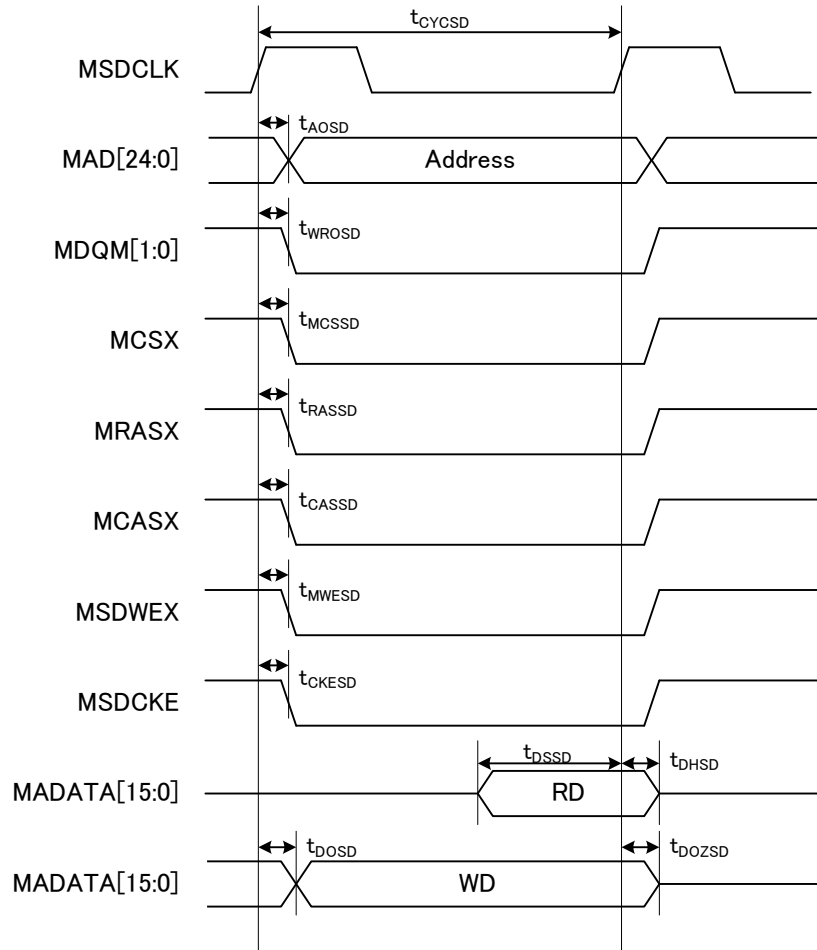 tCYCSD
MSDCLK
tAOSD
MAD[24:0]
Address
tWROSD
MDQM[1:0]
tMCSSD
MCSX
tRASSD
MRASX
tCASSD
MCASX
tMWESD
MSDWEX
tCKESD
MSDCKE
tDSSD
tDHSD
MADATA[15:0]
RD
tDOSD
tDOZSD
MADATA[15:0]
WD